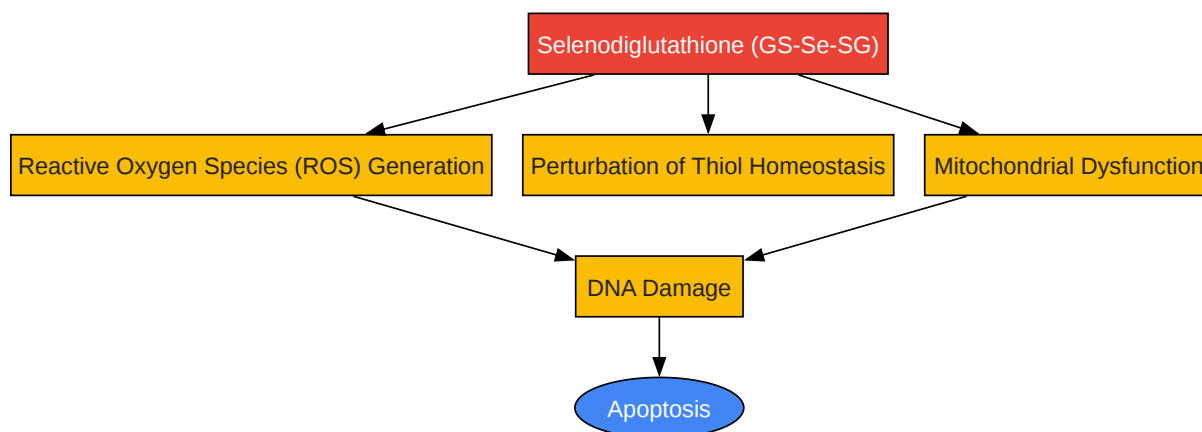 Selenodiglutathione (GS-Se-SG)
Reactive Oxygen Species (ROS) Generation
Perturbation of Thiol Homeostasis
Mitochondrial Dysfunction
DNA Damage
Apoptosis